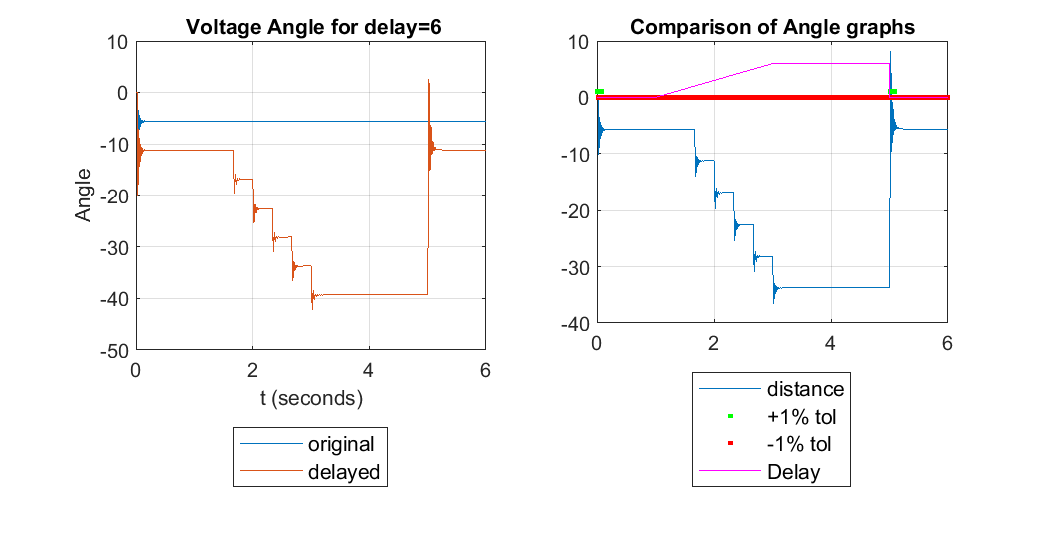 Voltage Angle for delay=6
10
0
-10
-20
-30
-40
-50
Angle
0
2
4
6
t (seconds)
original
delayed
Comparison of Angle graphs
10
0
-10
-20
-30
-40
0
2
4
6
distance
+1% tol
-1% tol
Delay